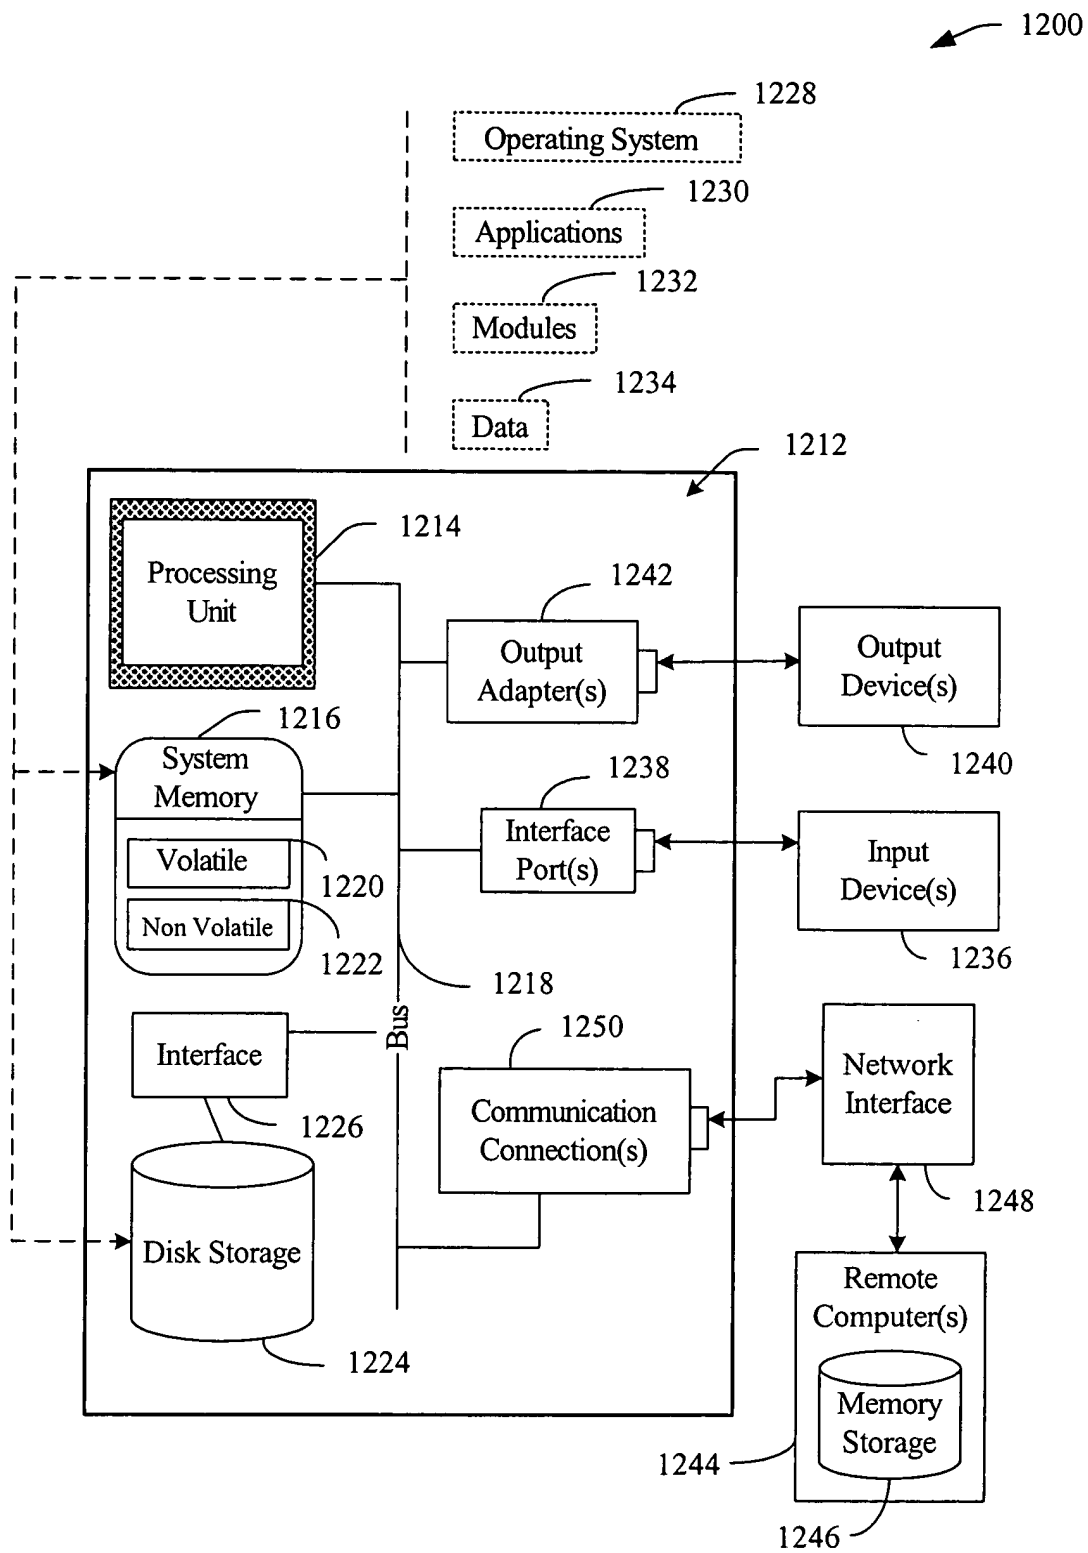 1200
1228
Operating System
1230
Applications
1232
Modules
1234
Data
1212
1214
Processing
Unit
1242
Output
Adapter(s)
Output
Device(s)
1240
1216
System
Memory
1238
Interface
Port(s)
Input
Device(s)
1236
Volatile
1220
Non Volatile
1222
1218
Bus
1250
Interface
1226
Communication
Connection(s)
Network
Interface
1248
Disk Storage
1224
Remote
Computer(s)
Memory
Storage
1244
1246